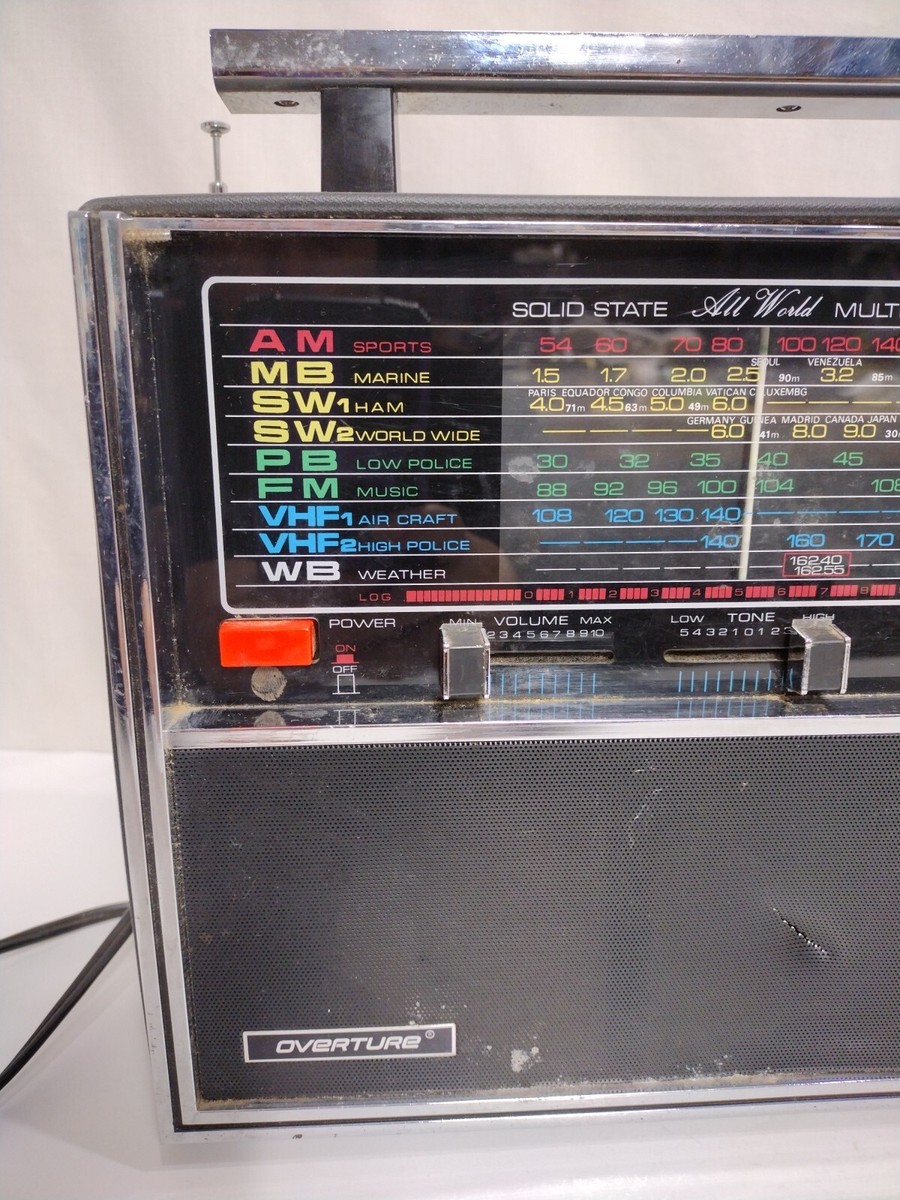 SOLID STATE All World MULT
AM SPORTS 54 60 70 80 100 120 140
SEOUL VENEZUELA
MB MARINE 1.5 1.7 2.0 2.5 90m 3.2 85m
PARIS EQUADOR CONGO COLUMBIA VATICAN C LUXEMBG
SW1 HAM 4.0 71m 4.5 63m 5.0 49m 6.0
GERMANY GUINEA MADRID CANADA JAPAN
SW2 WORLD WIDE 6.0 41m 8.0 9.0 30
PB LOW POLICE 30 32 35 40 45
FM MUSIC 88 92 96 100 104 108
VHF1 AIR CRAFT 108 120 130 140
VHF2 HIGH POLICE 140 160 170
WB WEATHER 162.40
162.55
LOG 0 1 2 3 4 5 6 7 8
POWER MIN VOLUME MAX LOW TONE HIGH
2 3 4 5 6 7 8 9 10 5 4 3 2 1 0 1 2 3
ON
OFF
OVERTURE®